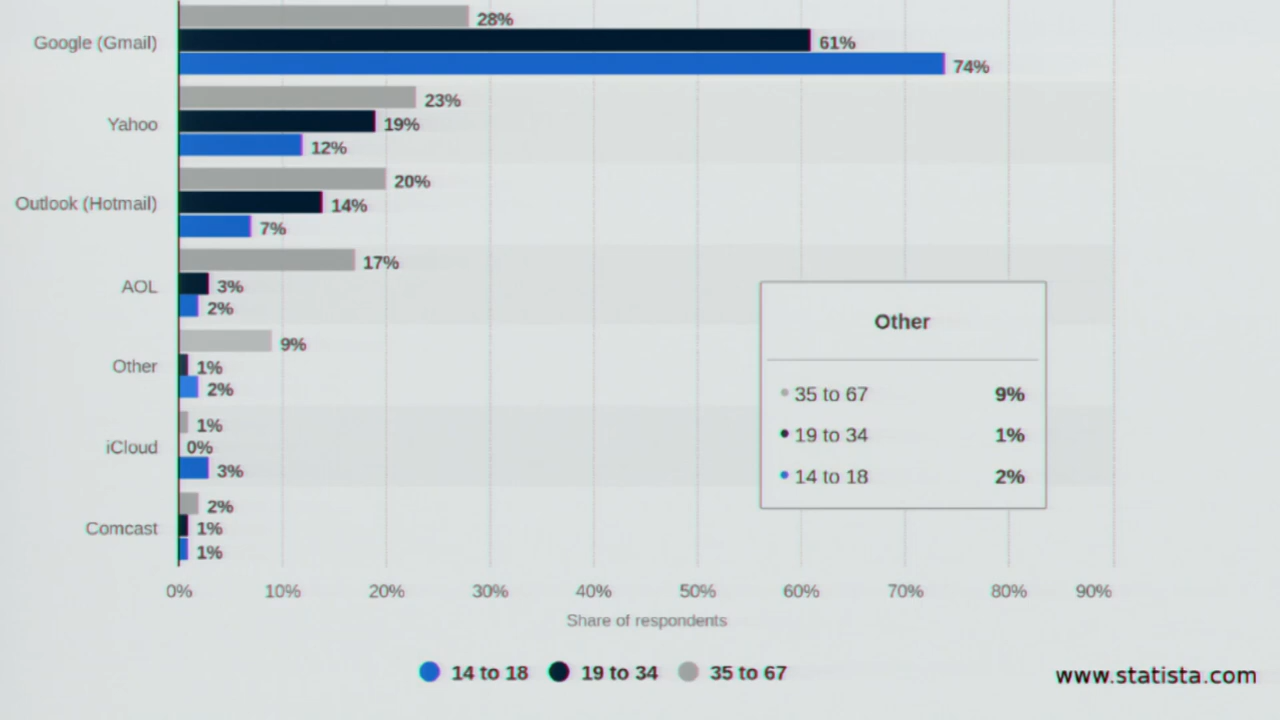 28%
Google (Gmail)
61%
74%
23%
Yahoo
19%
12%
20%
Outlook (Hotmail)
14%
7%
17%
AOL
3%
2%
9%
Other
1%
2%
1%
iCloud
0%
3%
2%
Comcast
1%
1%
Other
35 to 67 9%
19 to 34 1%
14 to 18 2%
0% 10% 20% 30% 40% 50% 60% 70% 80% 90%
Share of respondents
14 to 18 19 to 34 35 to 67
www.statista.com